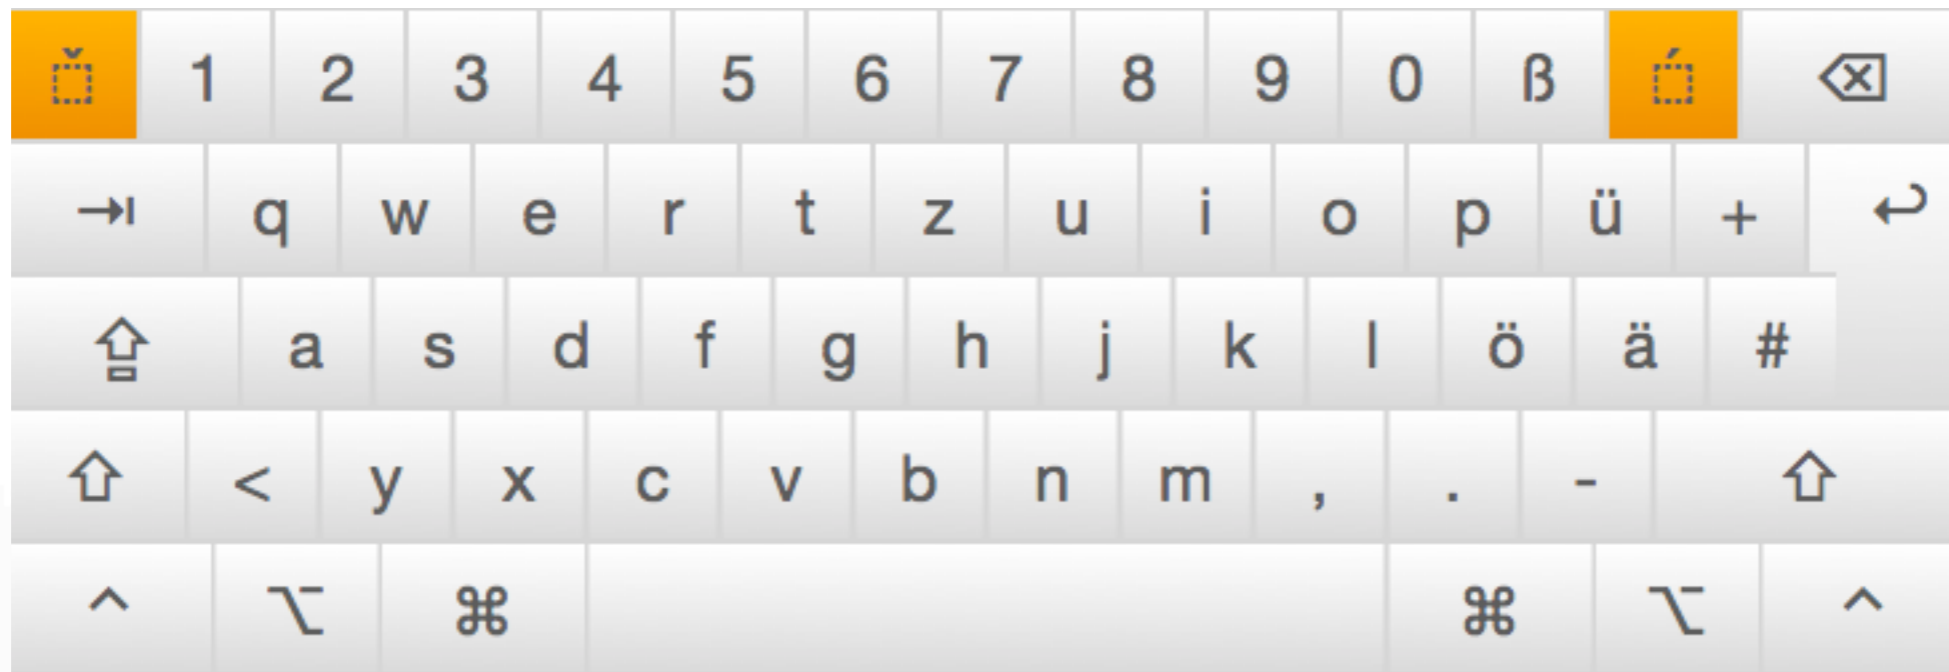 ⬚̌ 1 2 3 4 5 6 7 8 9 0 ß ⬚́ ⌫
⇥ q w e r t z u i o p ü + ↩
⇪ a s d f g h j k l ö ä #
⇧ < y x c v b n m , . - ⇧
⌃ ⌥ ⌘ ⌘ ⌥ ⌃